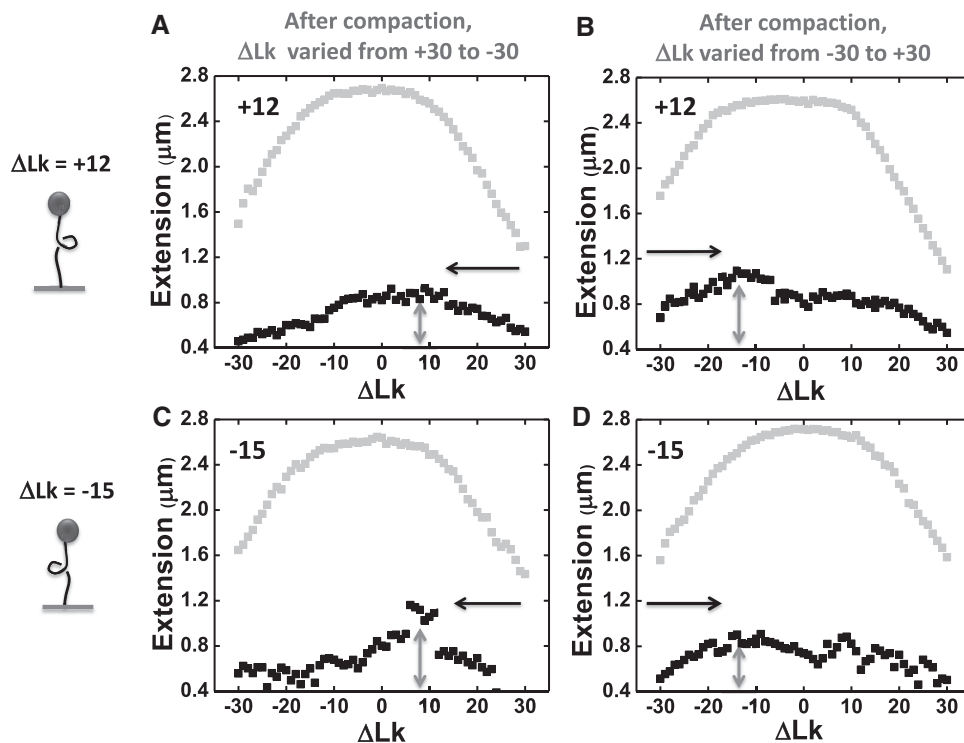 A
After compaction,
ΔLk varied from +30 to -30
B
After compaction,
ΔLk varied from -30 to +30
ΔLk = +12
+12
Extension (μm)
2.8
2.4
2.0
1.6
1.2
0.8
0.4
-30 -20 -10 0 10 20 30
ΔLk
+12
Extension (μm)
2.8
2.4
2.0
1.6
1.2
0.8
0.4
-30 -20 -10 0 10 20 30
ΔLk
ΔLk = -15
C
-15
Extension (μm)
2.8
2.4
2.0
1.6
1.2
0.8
0.4
-30 -20 -10 0 10 20 30
ΔLk
D
-15
Extension (μm)
2.8
2.4
2.0
1.6
1.2
0.8
0.4
-30 -20 -10 0 10 20 30
ΔLk